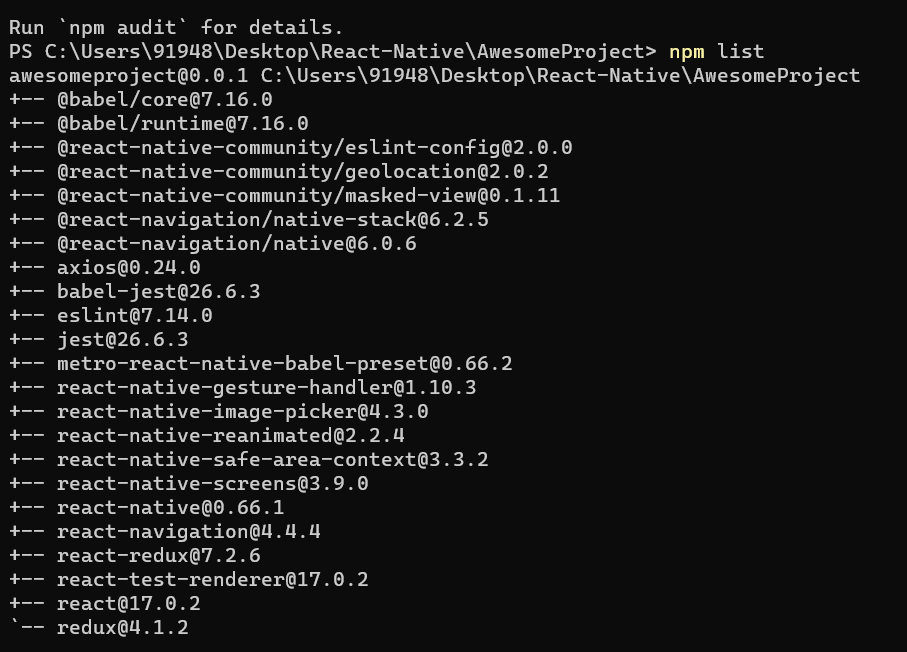 Run `npm audit` for details.
PS C:\Users\91948\Desktop\React-Native\AwesomeProject> npm list
awesomeproject@0.0.1 C:\Users\91948\Desktop\React-Native\AwesomeProject
+-- @babel/core@7.16.0
+-- @babel/runtime@7.16.0
+-- @react-native-community/eslint-config@2.0.0
+-- @react-native-community/geolocation@2.0.2
+-- @react-native-community/masked-view@0.1.11
+-- @react-navigation/native-stack@6.2.5
+-- @react-navigation/native@6.0.6
+-- axios@0.24.0
+-- babel-jest@26.6.3
+-- eslint@7.14.0
+-- jest@26.6.3
+-- metro-react-native-babel-preset@0.66.2
+-- react-native-gesture-handler@1.10.3
+-- react-native-image-picker@4.3.0
+-- react-native-reanimated@2.2.4
+-- react-native-safe-area-context@3.3.2
+-- react-native-screens@3.9.0
+-- react-native@0.66.1
+-- react-navigation@4.4.4
+-- react-redux@7.2.6
+-- react-test-renderer@17.0.2
+-- react@17.0.2
`-- redux@4.1.2